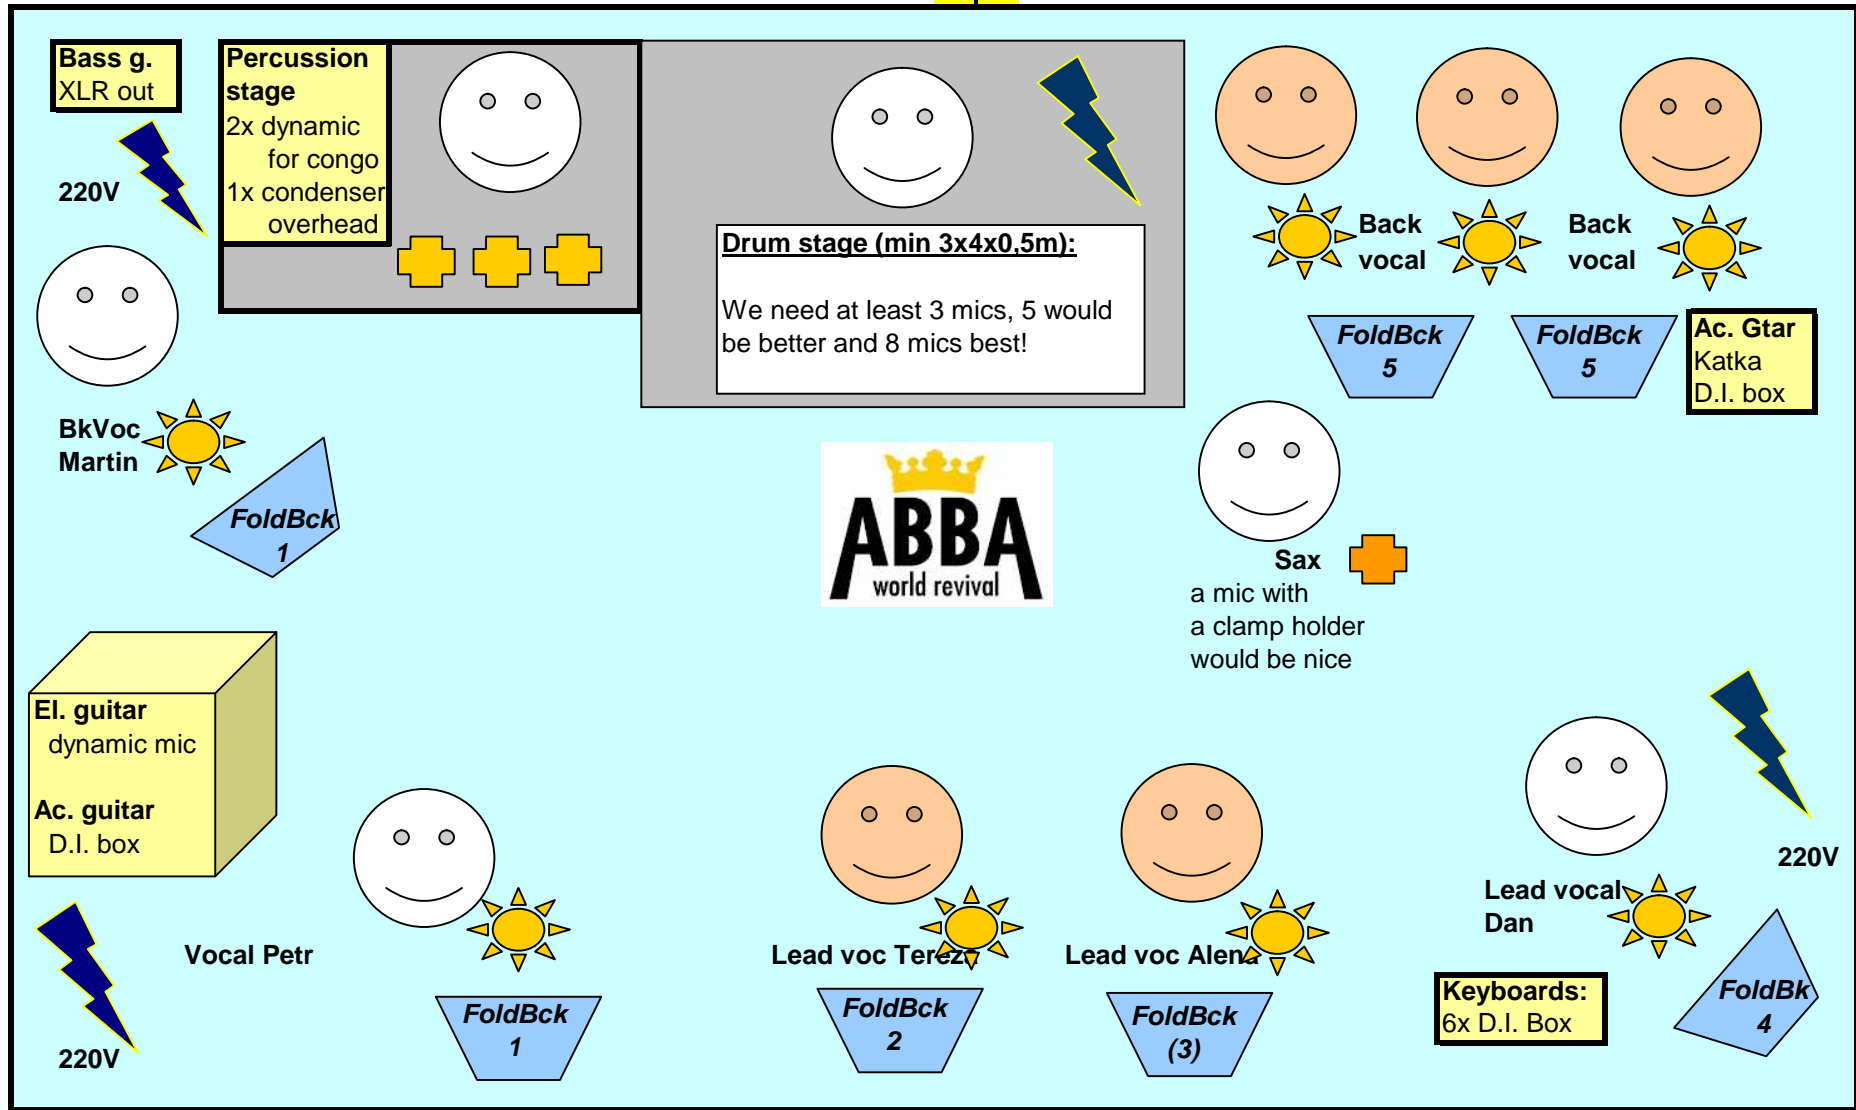 Bass g.
XLR out
220V
Percussion
stage
2x dynamic
for congo
1x condenser
overhead
Drum stage (min 3x4x0,5m):
We need at least 3 mics, 5 would
be better and 8 mics best!
Back
vocal
Back
vocal
FoldBck
5
FoldBck
5
Ac. Gtar
Katka
D.I. box
BkVoc
Martin
FoldBck
1
ABBA
world revival
Sax
a mic with
a clamp holder
would be nice
El. guitar
dynamic mic
Ac. guitar
D.I. box
220V
Vocal Petr
FoldBck
1
Lead voc Tereza
FoldBck
2
Lead voc Alena
FoldBck
(3)
Lead vocal
Dan
220V
Keyboards:
6x D.I. Box
FoldBk
4